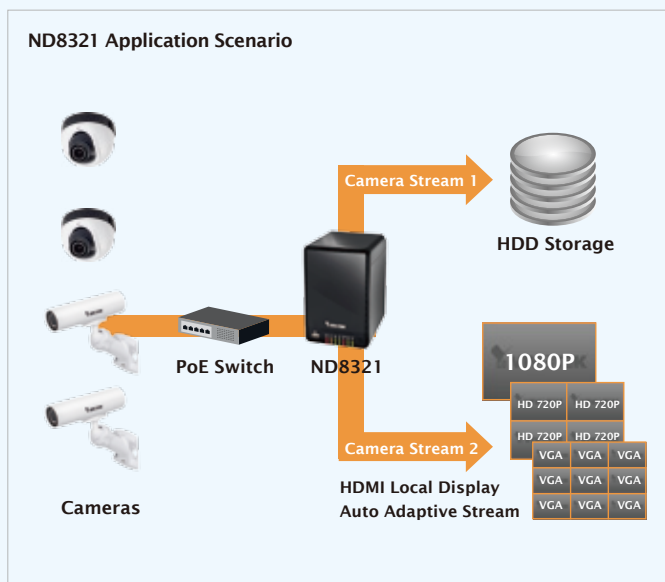 ND8321 Application Scenario
Camera Stream 1
HDD Storage
PoE Switch
ND8321
1080P
HD 720P HD 720P
HD 720P HD 720P
VGA VGA VGA
VGA VGA VGA
VGA VGA VGA
Camera Stream 2
HDMI Local Display
Auto Adaptive Stream
Cameras